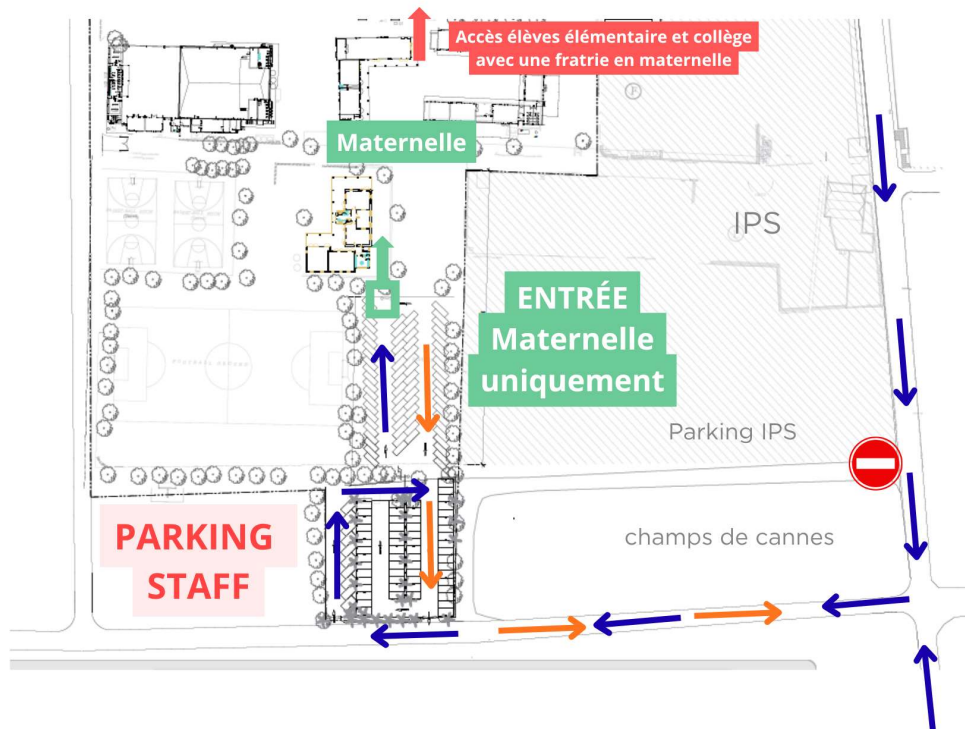 Accès élèves élémentaire et collège
avec une fratrie en maternelle
Maternelle
IPS
ENTRÉE
Maternelle
uniquement
Parking IPS
PARKING
STAFF
champs de cannes